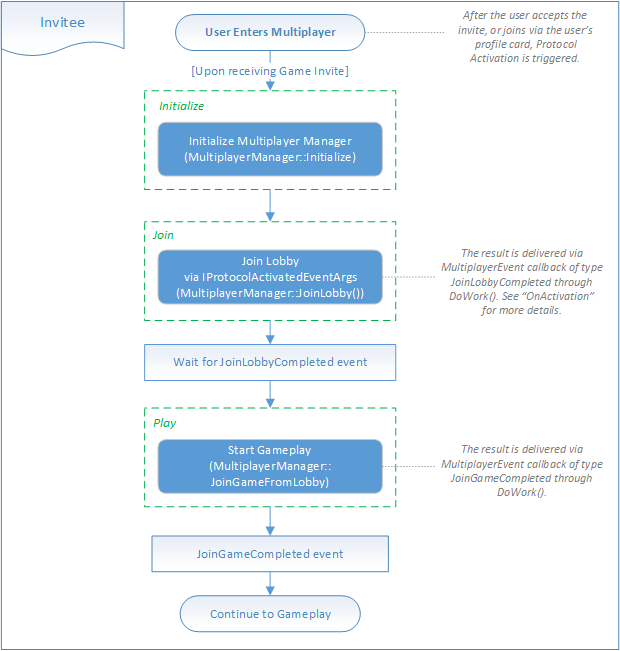 Invitee
User Enters Multiplayer
After the user accepts the
invite, or joins via the user's
profile card, Protocol
Activation is triggered.
[Upon receiving Game Invite]
Initialize
Initialize Multiplayer Manager
(MultiplayerManager::Initialize)
Join
Join Lobby
via IProtocolActivatedEventArgs
(MultiplayerManager::JoinLobby())
The result is delivered via
MultiplayerEvent callback of type
JoinLobbyCompleted through
DoWork(). See “OnActivation”
for more details.
Wait for JoinLobbyCompleted event
Play
Start Gameplay
(MultiplayerManager::
JoinGameFromLobby)
The result is delivered via
MultiplayerEvent callback of type
JoinGameCompleted through
DoWork().
JoinGameCompleted event
Continue to Gameplay